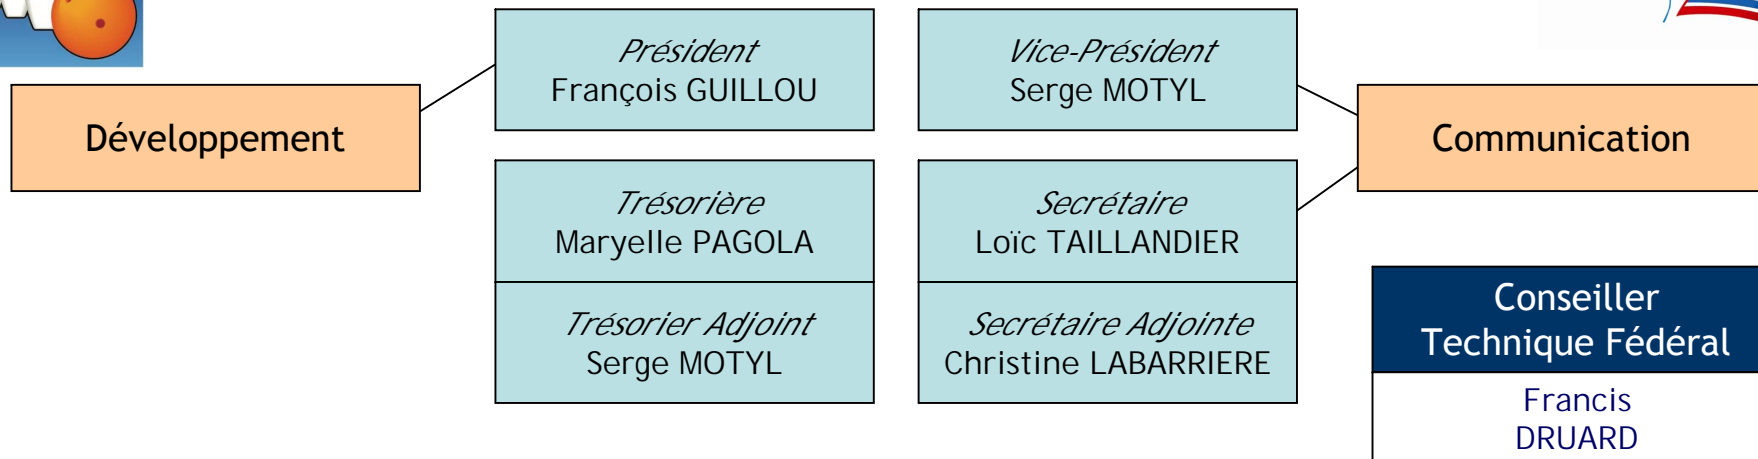 Président
François GUILLOU
Vice-Président
Serge MOTYL
Développement
Communication
Trésorière
Maryelle PAGOLA
Secrétaire
Loïc TAILLANDIER
Trésorier Adjoint
Serge MOTYL
Secrétaire Adjointe
Christine LABARRIERE
Conseiller
Technique Fédéral
Francis
DRUARD